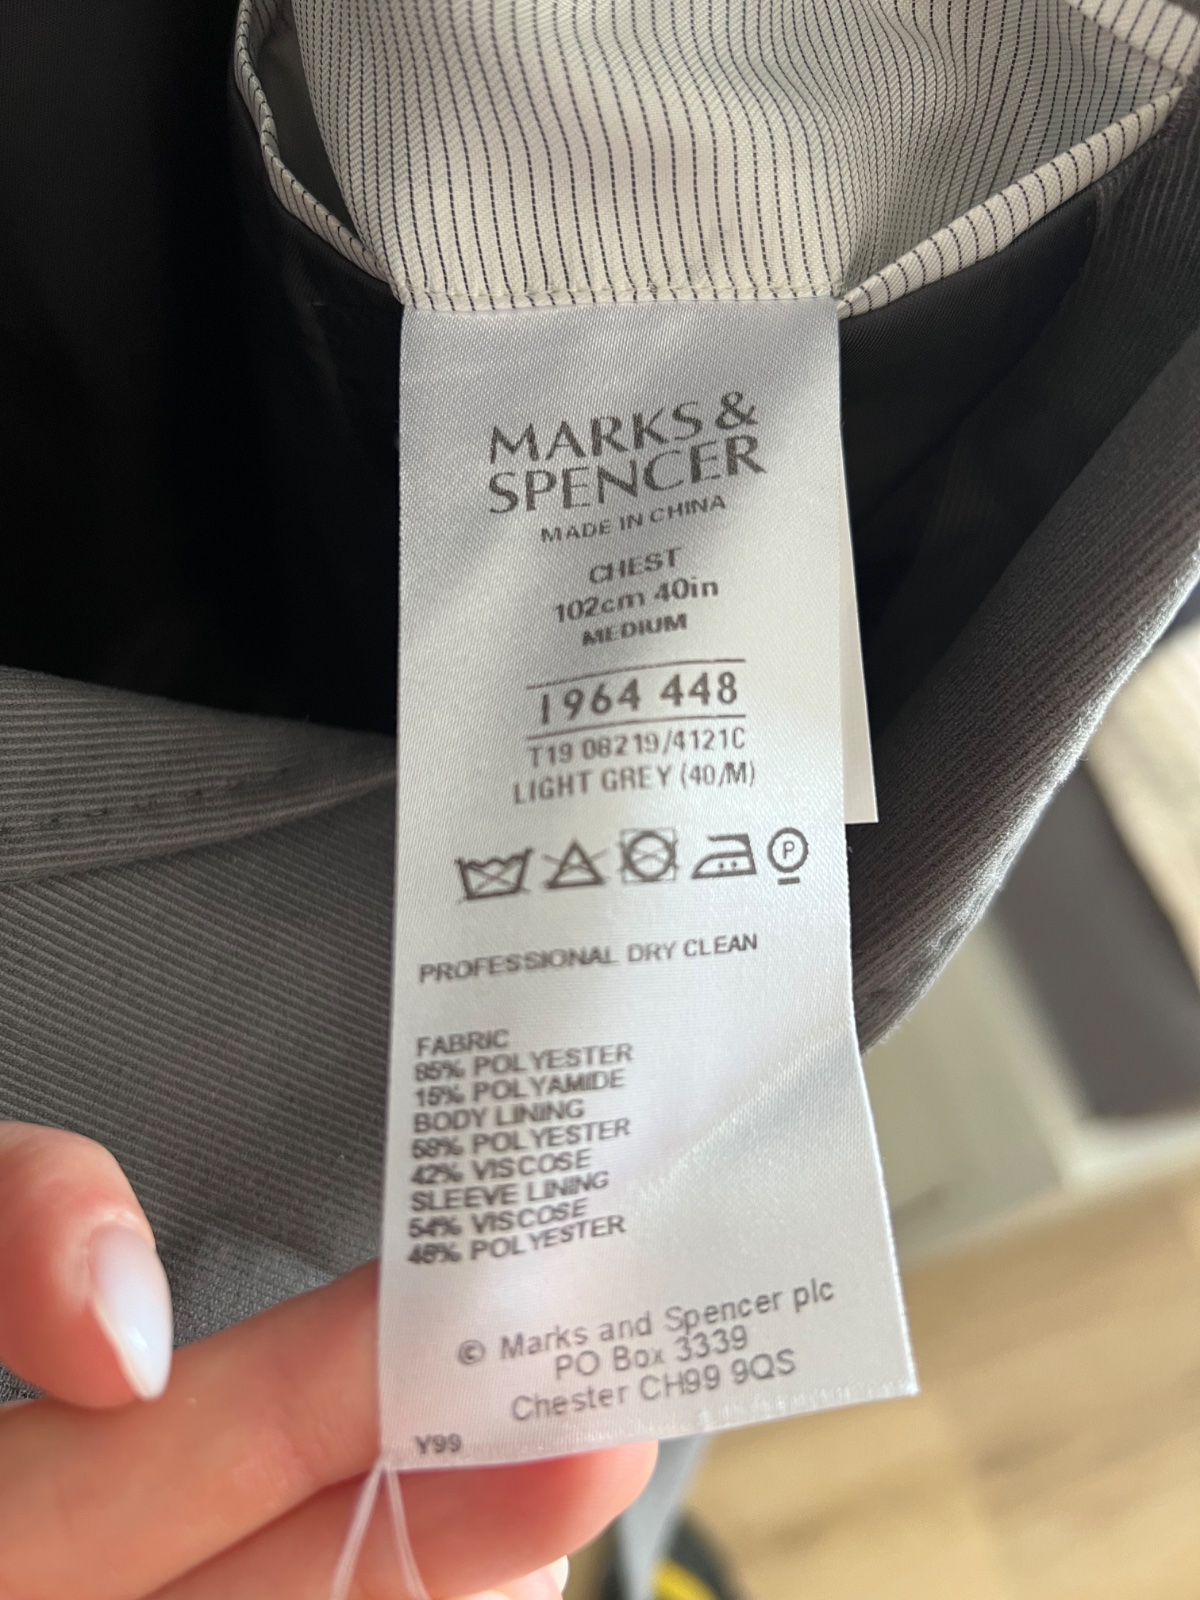 MARKS &
SPENCER
MADE IN CHINA
CHEST
102cm 40in
MEDIUM
1964 448
T19 08219/4121C
LIGHT GREY (40/M)
P
PROFESSIONAL DRY CLEAN
FABRIC
85% POLYESTER
15% POLYAMIDE
BODY LINING
58% POLYESTER
42% VISCOSE
SLEEVE LINING
54% VISCOSE
46% POLYESTER
© Marks and Spencer plc
PO Box 3339
Chester CH99 9QS
Y99